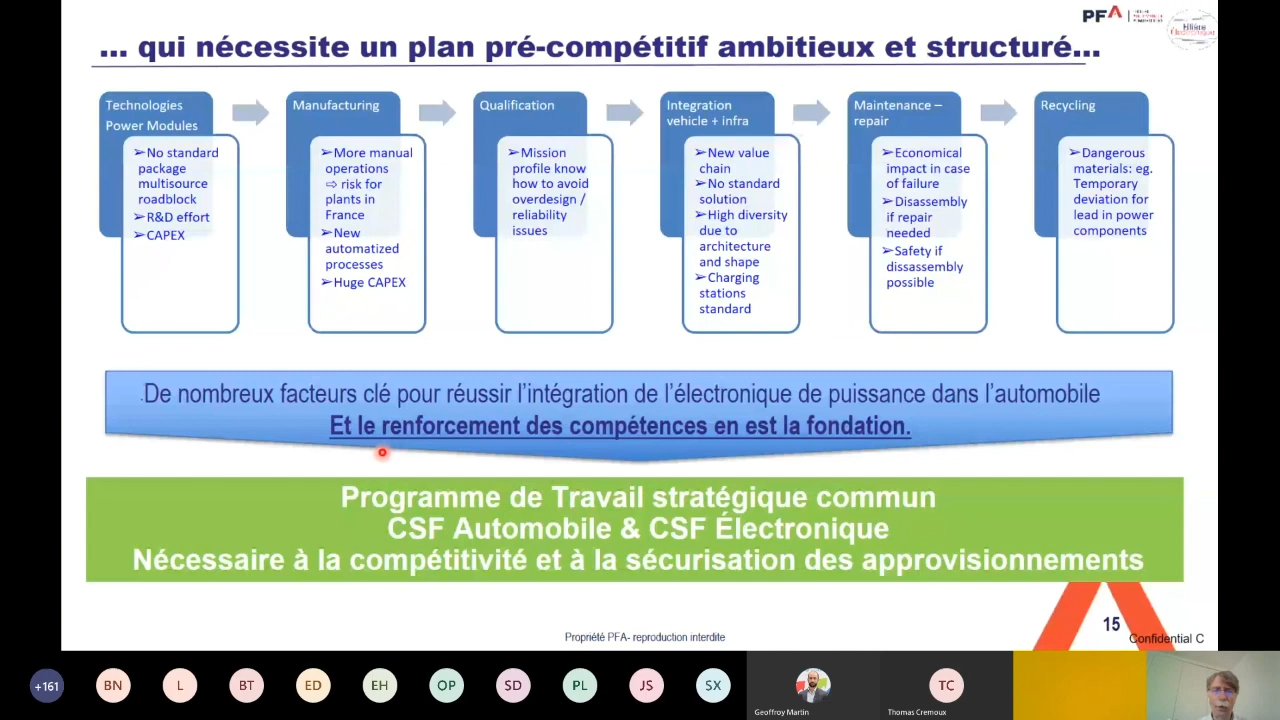 PFA
Filière
électronique
... qui nécessite un plan pré-compétitif ambitieux et structuré...
Technologies
Power Modules
➢No standard
package
multisource
roadblock
➢R&D effort
➢CAPEX
Manufacturing
➢More manual
operations
⇨ risk for
plants in
France
➢New
automatized
processes
➢Huge CAPEX
Qualification
➢Mission
profile know
how to avoid
overdesign /
reliability
issues
Integration
vehicle + infra
➢New value
chain
➢No standard
solution
➢High diversity
due to
architecture
and shape
➢Charging
stations
standard
Maintenance –
repair
➢Economical
impact in case
of failure
➢Disassembly
if repair
needed
➢Safety if
dissassembly
possible
Recycling
➢Dangerous
materials: eg.
Temporary
deviation for
lead in power
components
De nombreux facteurs clé pour réussir l'intégration de l'électronique de puissance dans l'automobile
Et le renforcement des compétences en est la fondation.
Programme de Travail stratégique commun
CSF Automobile & CSF Électronique
Nécessaire à la compétitivité et à la sécurisation des approvisionnements
15
Propriété PFA- reproduction interdite
Confidential C
+161
BN
L
BT
ED
EH
OP
SD
PL
JS
SX
Geoffroy Martin
TC
Thomas Cremoux